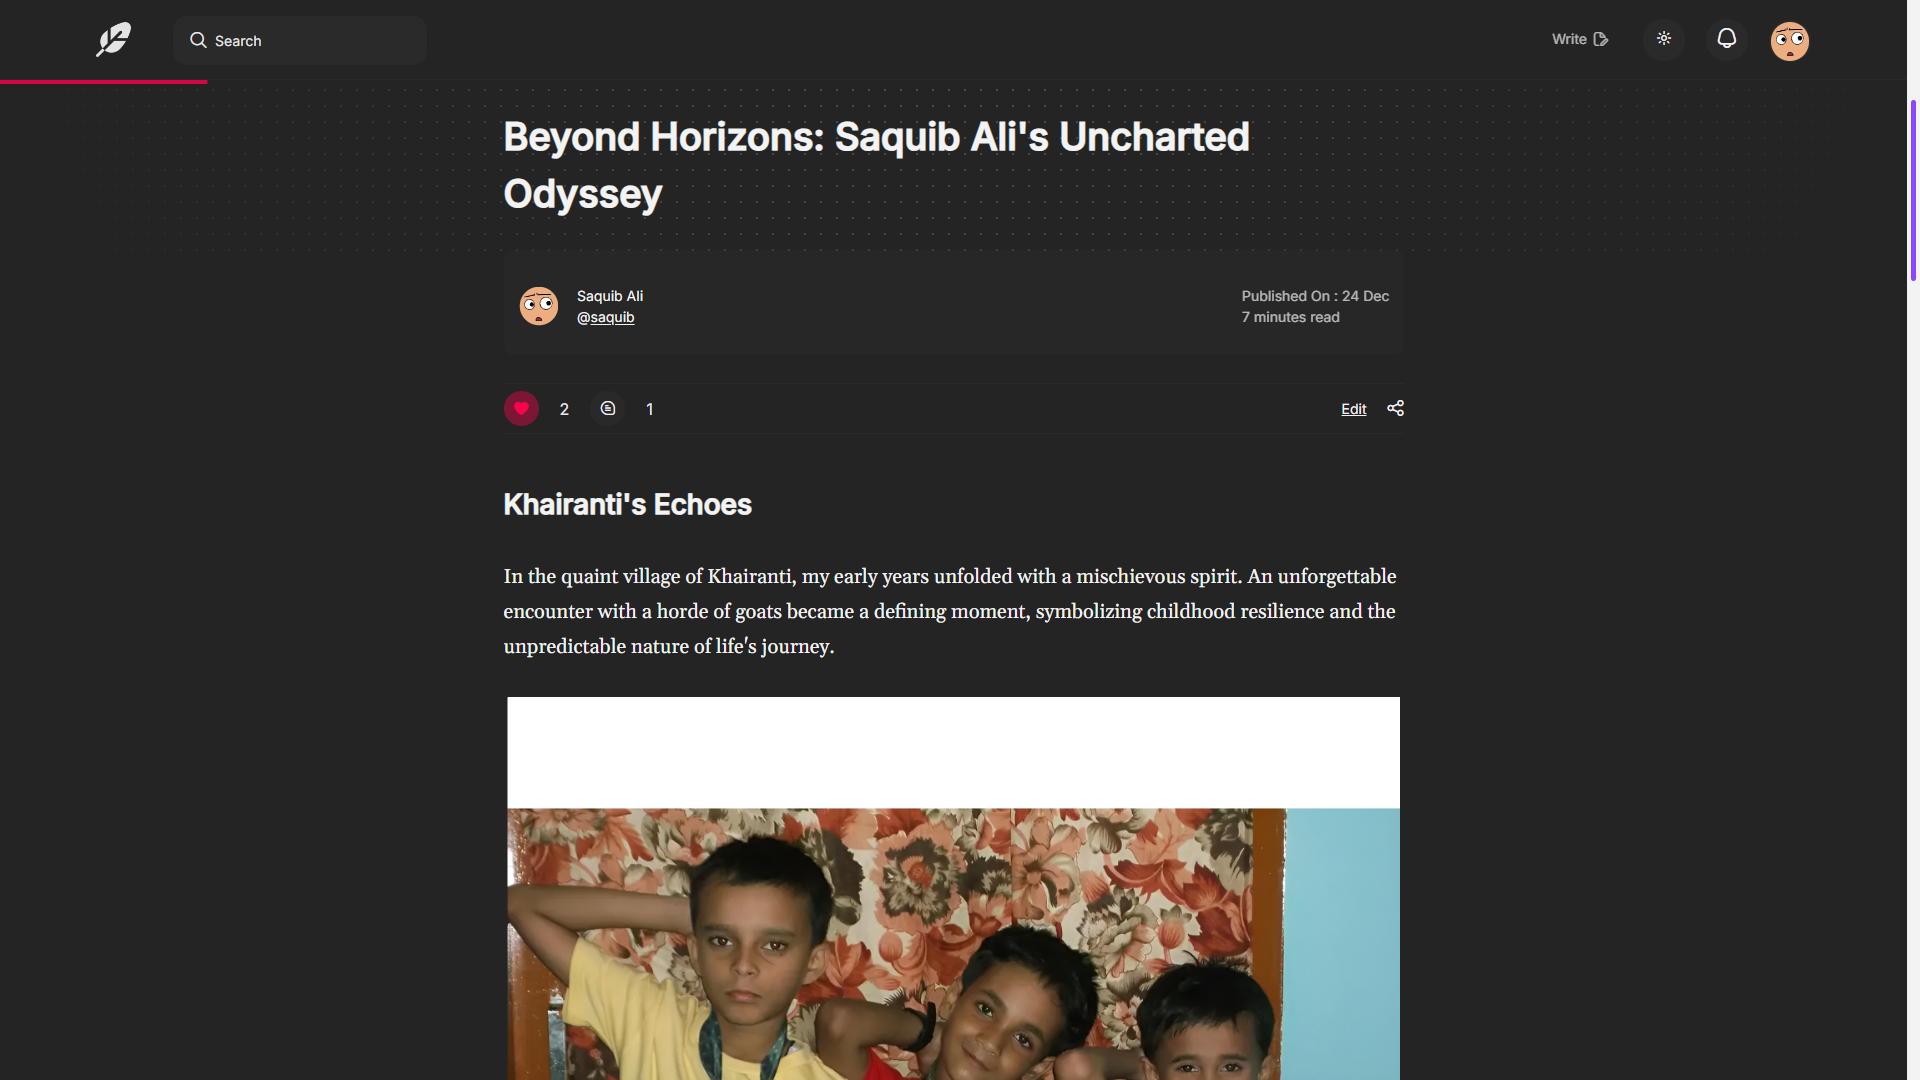 Search
Write
Beyond Horizons: Saquib Ali's Uncharted
Odyssey
Saquib Ali
@saquib
Published On : 24 Dec
7 minutes read
2
1
Edit
Khairanti's Echoes
In the quaint village of Khairanti, my early years unfolded with a mischievous spirit. An unforgettable
encounter with a horde of goats became a defining moment, symbolizing childhood resilience and the
unpredictable nature of life's journey.